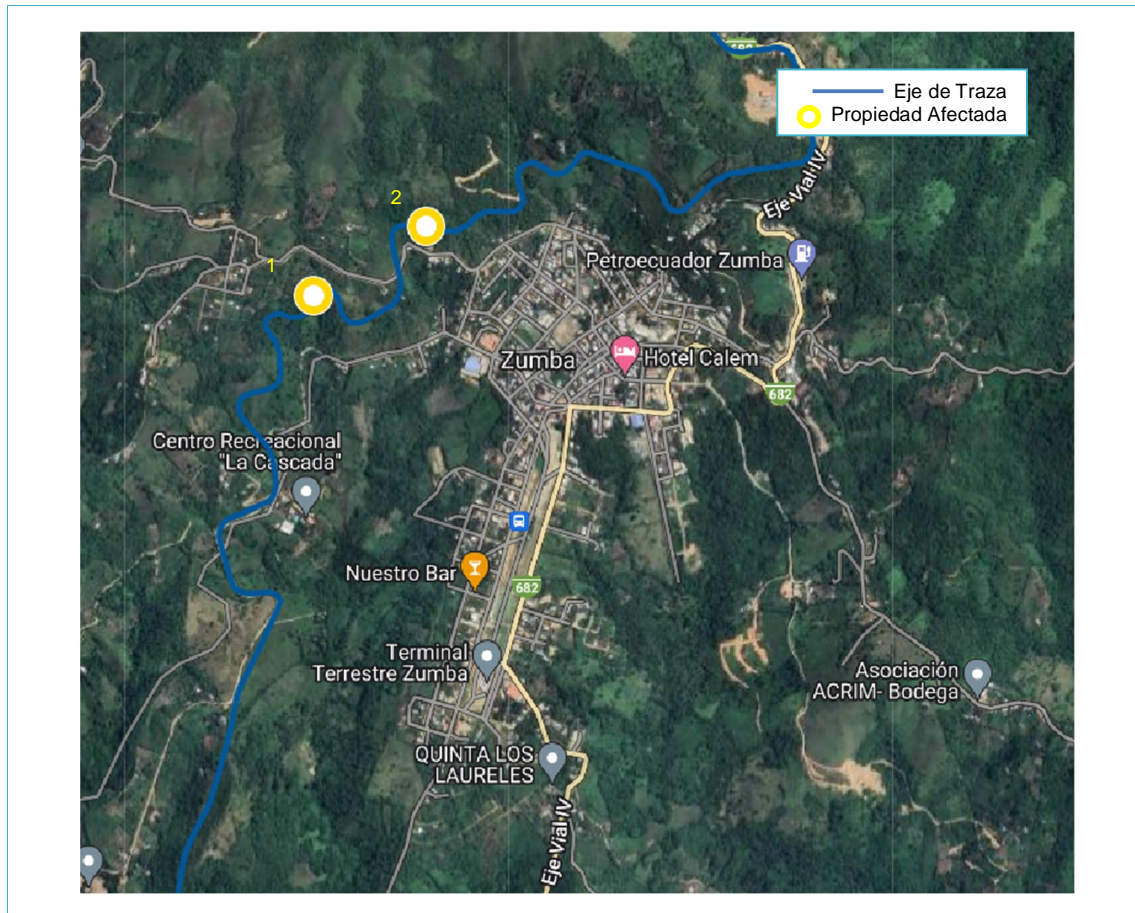 682
Eje de Traza
Propiedad Afectada
Eje Vial IV
2
1
Petroecuador Zumba
Zumba
Hotel Calem
682
Centro Recreacional
"La Cascada"
Nuestro Bar
682
Terminal
Terrestre Zumba
Asociación
ACRIM- Bodega
QUINTA LOS
LAURELES
Eje Vial IV